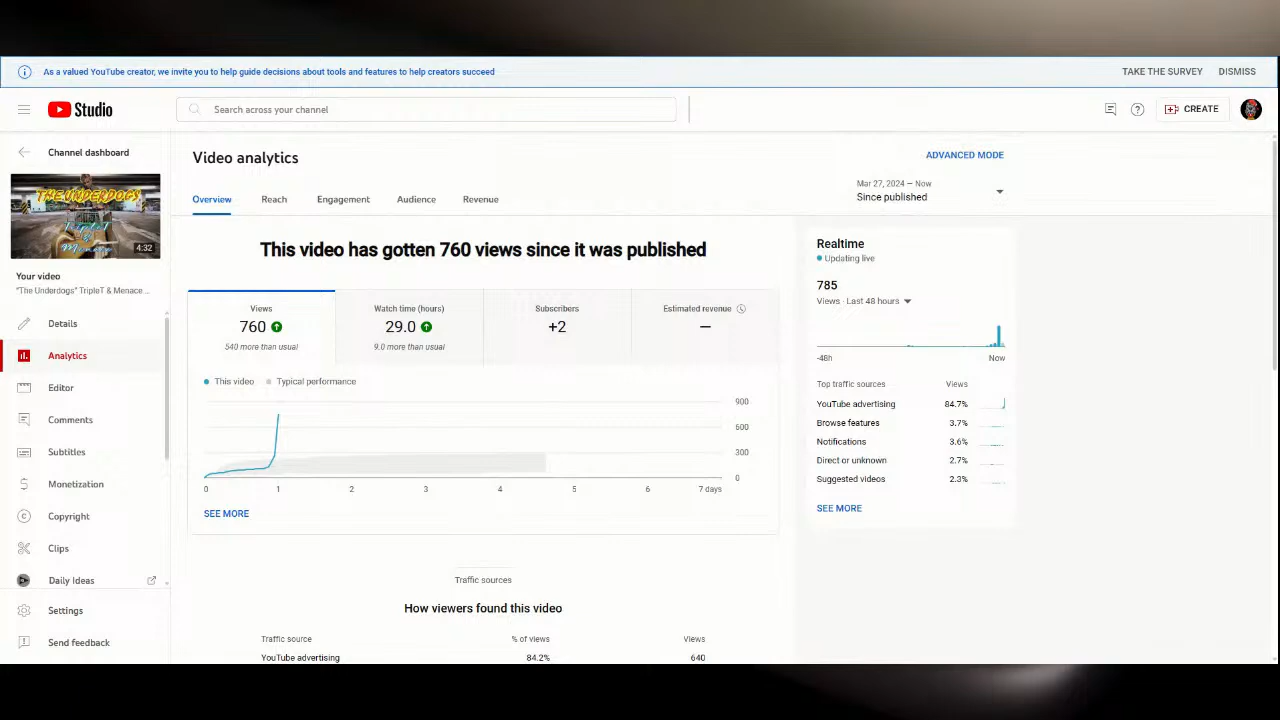 As a valued YouTube creator, we invite you to help guide decisions about tools and features to help creators succeed
TAKE THE SURVEY
DISMISS
Studio
Search across your channel
CREATE
Channel dashboard
THE UNDERDOGS
TripleT
&
Menace
4:32
Your video
"The Underdogs" TripleT & Menace...
Details
Analytics
Editor
Comments
Subtitles
Monetization
Copyright
Clips
Daily Ideas
Settings
Send feedback
Video analytics
ADVANCED MODE
Overview
Reach
Engagement
Audience
Revenue
Mar 27, 2024 – Now
Since published
This video has gotten 760 views since it was published
Views
760
540 more than usual
Watch time (hours)
29.0
9.0 more than usual
Subscribers
+2
Estimated revenue
—
This video
Typical performance
900
600
300
0
0 1 2 3 4 5 6 7 days
SEE MORE
Traffic sources
How viewers found this video
Traffic source % of views Views
YouTube advertising 84.2% 640
Realtime
Updating live
785
Views · Last 48 hours
-48h Now
Top traffic sources Views
YouTube advertising 84.7%
Browse features 3.7%
Notifications 3.6%
Direct or unknown 2.7%
Suggested videos 2.3%
SEE MORE